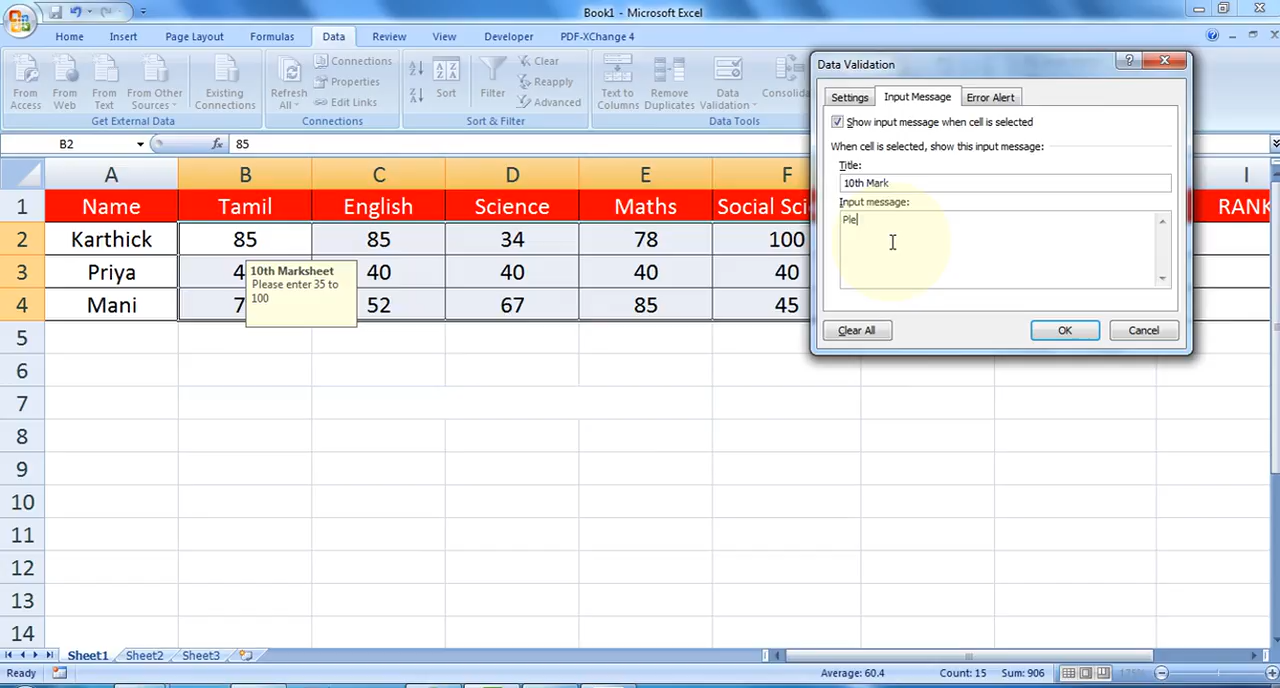 Book1 - Microsoft Excel
Home Insert Page Layout Formulas Data Review View Developer PDF-XChange 4
From Access
From Web
From Text
From Other Sources
Existing Connections
Get External Data
Refresh All
Connections
Properties
Edit Links
Connections
Sort
Filter
Clear
Reapply
Advanced
Sort & Filter
Text to Columns
Remove Duplicates
Data Validation
Consolid
Data Tools
B2 fx 85
A B C D E F I
1 Name Tamil English Science Maths Social Sci RANK
2 Karthick 85 85 34 78 100
3 Priya 4 40 40 40 40
4 Mani 7 52 67 85 45
5
6
7
8
9
10
11
12
13
14
10th Marksheet
Please enter 35 to
100
Data Validation
Settings Input Message Error Alert
Show input message when cell is selected
When cell is selected, show this input message:
Title:
10th Mark
Input message:
Ple
Clear All OK Cancel
Sheet1 Sheet2 Sheet3
Ready Average: 60.4 Count: 15 Sum: 906 175%